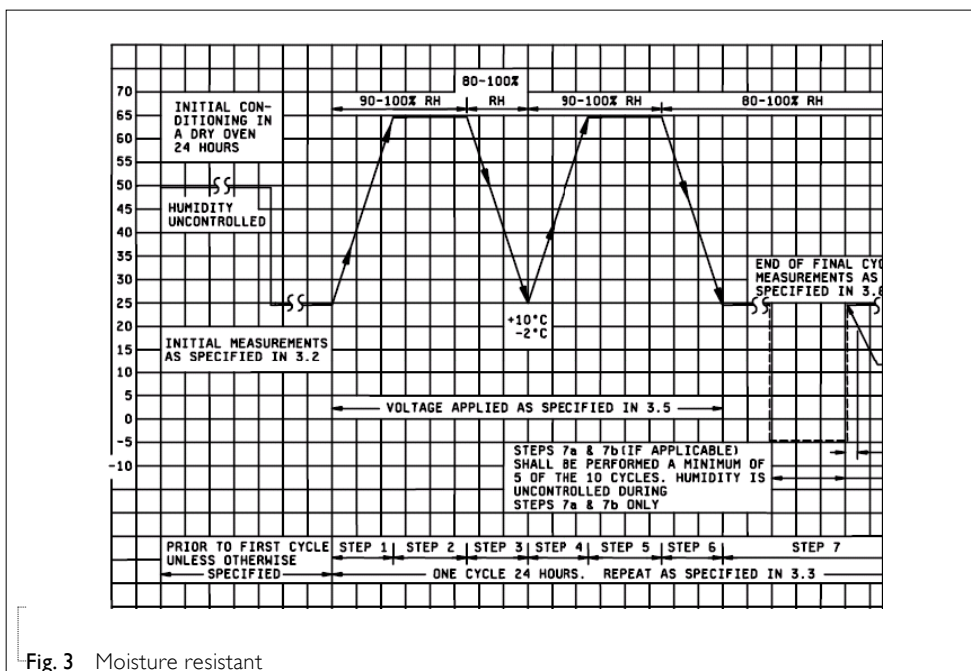 80-100%
90-100% RH
RH
90-100% RH
80-100% RH
70
65
60
55
50
45
40
35
30
25
20
15
10
5
0
-5
-10
INITIAL CON-
DITIONING IN
A DRY OVEN
24 HOURS
HUMIDITY
UNCONTROLLED
INITIAL MEASUREMENTS
AS SPECIFIED IN 3.2
+10°C
-2°C
END OF FINAL CYC
MEASUREMENTS AS
SPECIFIED IN 3.6
VOLTAGE APPLIED AS SPECIFIED IN 3.5
STEPS 7a & 7b(IF APPLICABLE)
SHALL BE PERFORMED A MINIMUM OF
5 OF THE 10 CYCLES. HUMIDITY IS
UNCONTROLLED DURING
STEPS 7a & 7b ONLY
PRIOR TO FIRST CYCLE
UNLESS OTHERWISE
SPECIFIED
STEP 1
STEP 2
STEP 3
STEP 4
STEP 5
STEP 6
STEP 7
ONE CYCLE 24 HOURS. REPEAT AS SPECIFIED IN 3.3
Fig. 3 Moisture resistant